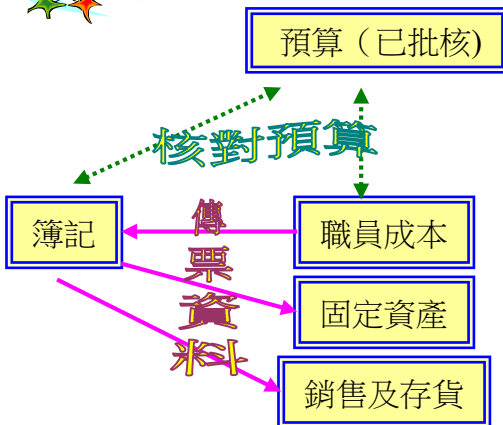 預算（已批核)
核對預算
簿記
傳票資料
職員成本
固定資產
銷售及存貨